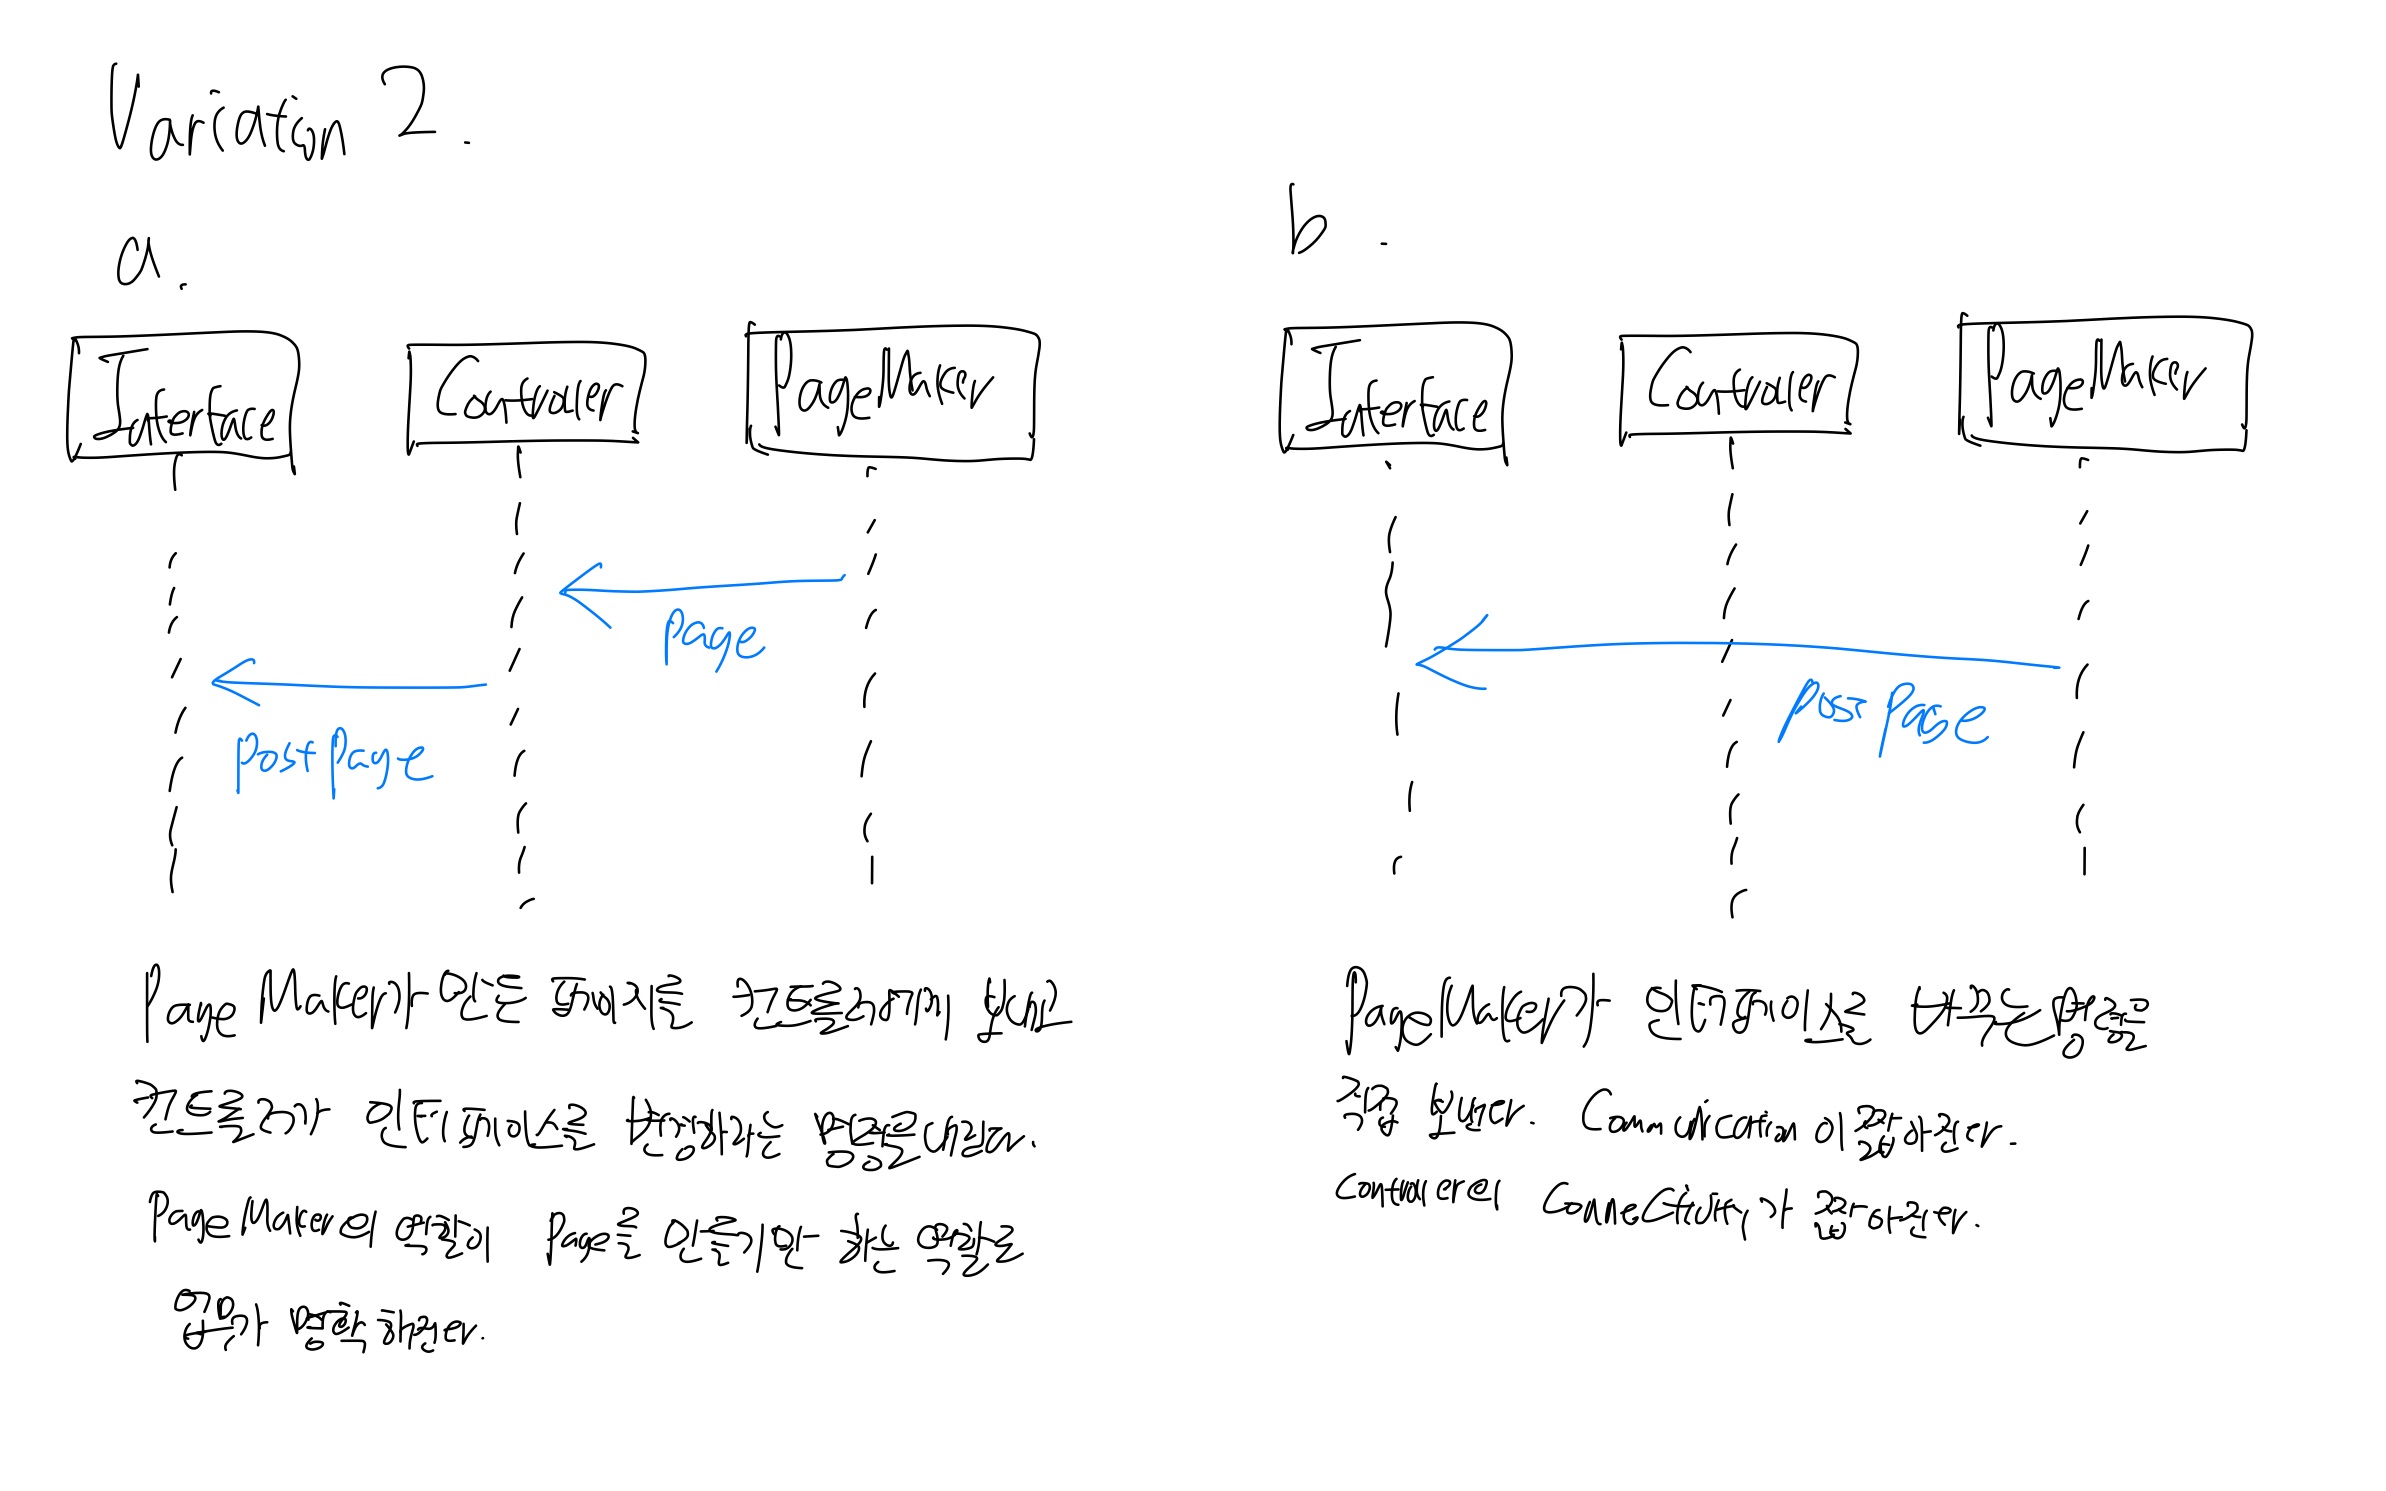 Variation 2.
a.
Interface
Controller
PageMaker
Page
PostPage
PageMaker가 만든 페이지를 컨트롤러에게 보내고
컨트롤러가 인터페이스를 변경하라는 명령을 내린다.
PageMaker의 역할이 Page를 만들기만 하는 역할로
업무가 명확해진다.
b.
Interface
Controller
PageMaker
Post Page
PageMaker가 인터페이스를 바꾸는 명령을
직접 보낸다. Communication이 짧아진다.
Controller의 Connectivity가 짧아진다.